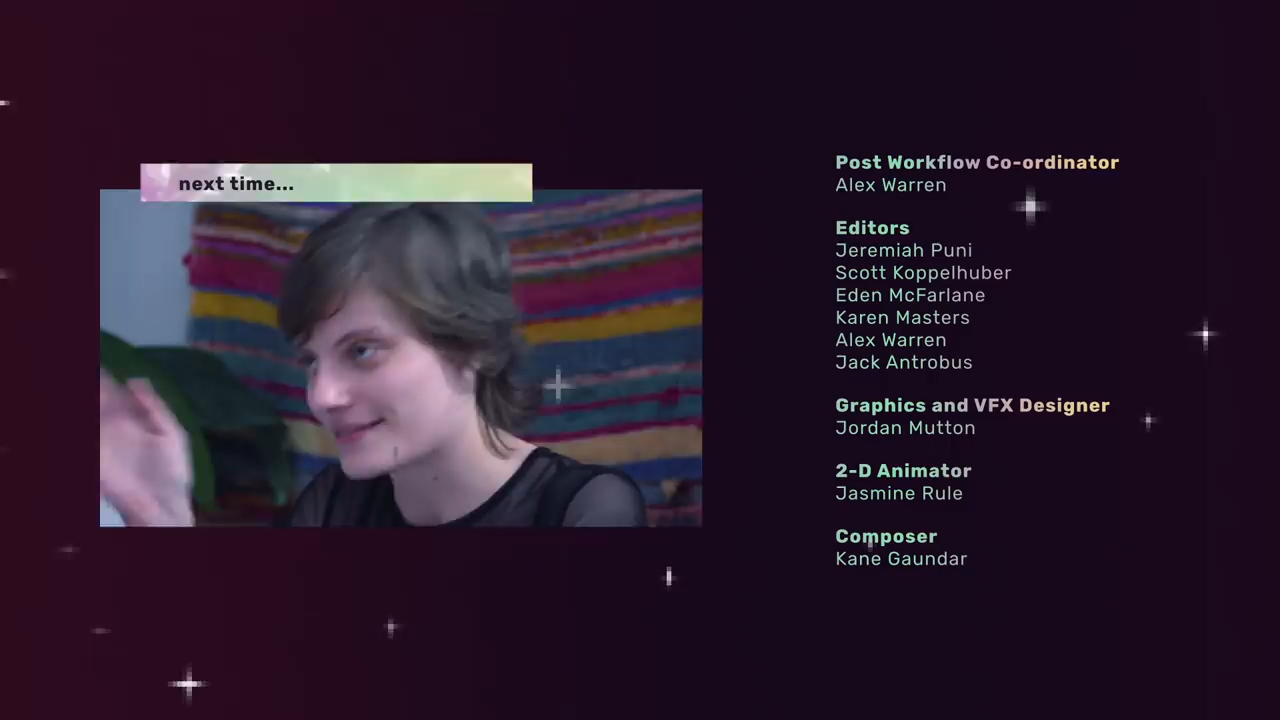 next time...
Post Workflow Co-ordinator
Alex Warren
Editors
Jeremiah Puni
Scott Koppelhuber
Eden McFarlane
Karen Masters
Alex Warren
Jack Antrobus
Graphics and VFX Designer
Jordan Mutton
2-D Animator
Jasmine Rule
Composer
Kane Gaundar